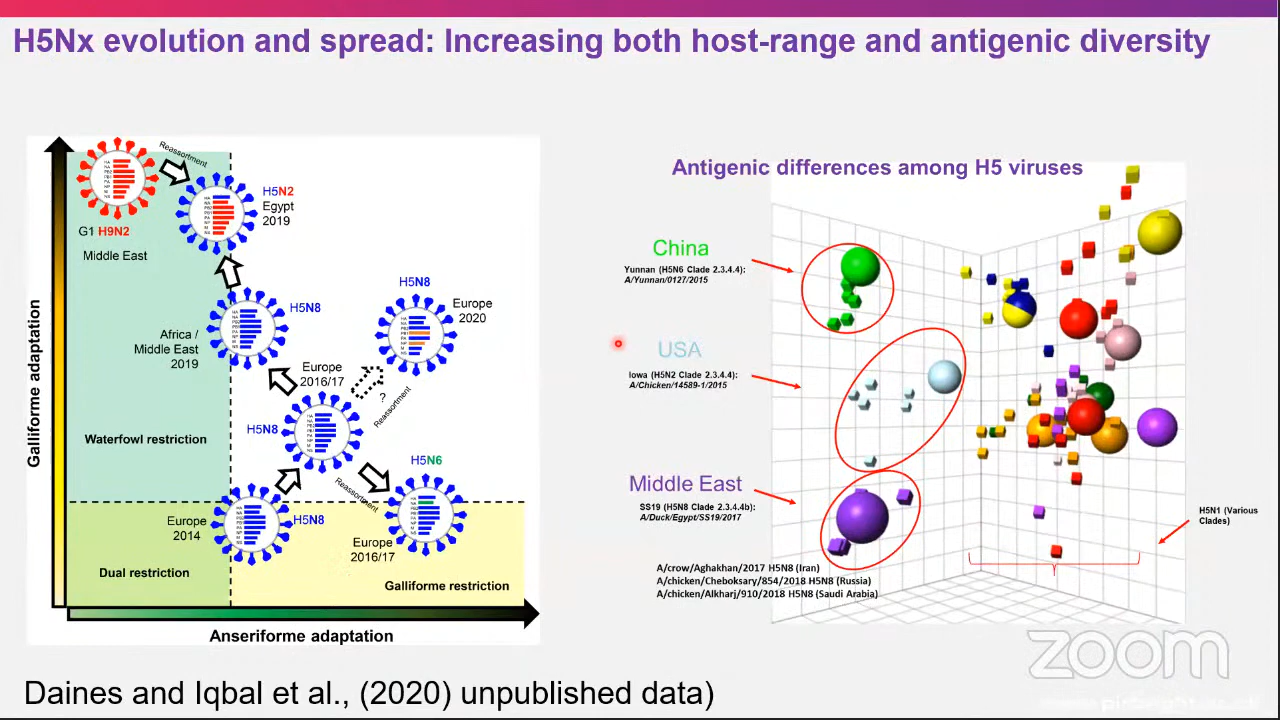 H5Nx evolution and spread: Increasing both host-range and antigenic diversity
Galliforme adaptation
Reassortment
G1 H9N2
Middle East
H5N2
Egypt
2019
H5N8
Africa /
Middle East
2019
H5N8
Europe
2020
Europe
2016/17
?
Reassortment
H5N8
Waterfowl restriction
H5N6
Reassortment
Europe
2014
H5N8
Europe
2016/17
Dual restriction
Galliforme restriction
Anseriforme adaptation
Antigenic differences among H5 viruses
China
Yunnan (H5N6 Clade 2.3.4.4):
A/Yunnan/0127/2015
USA
Iowa (H5N2 Clade 2.3.4.4):
A/Chicken/14589-1/2015
Middle East
SS19 (H5N8 Clade 2.3.4.4b):
A/Duck/Egypt/SS19/2017
A/crow/Aghakhan/2017 H5N8 (Iran)
A/chicken/Cheboksary/854/2018 H5N8 (Russia)
A/chicken/Alkharj/910/2018 H5N8 (Saudi Arabia)
H5N1 (Various
Clades)
zoom
Daines and Iqbal et al., (2020) unpublished data)